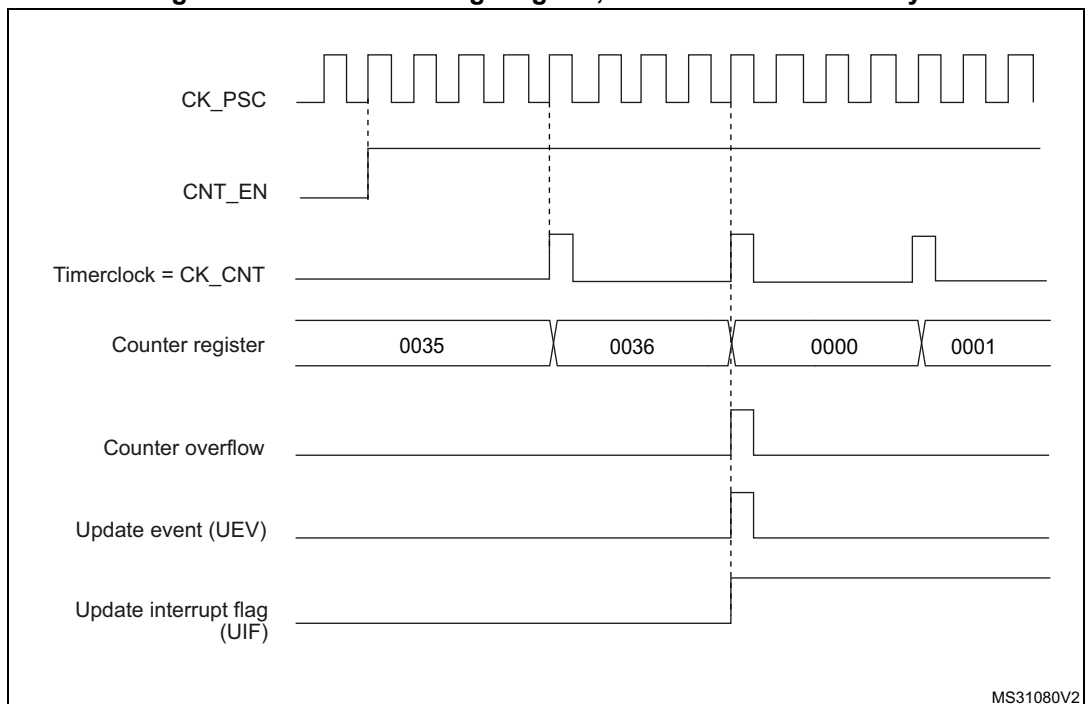 CK_PSC
CNT_EN
Timerclock = CK_CNT
Counter register
0035
0036
0000
0001
Counter overflow
Update event (UEV)
Update interrupt flag
(UIF)
MS31080V2